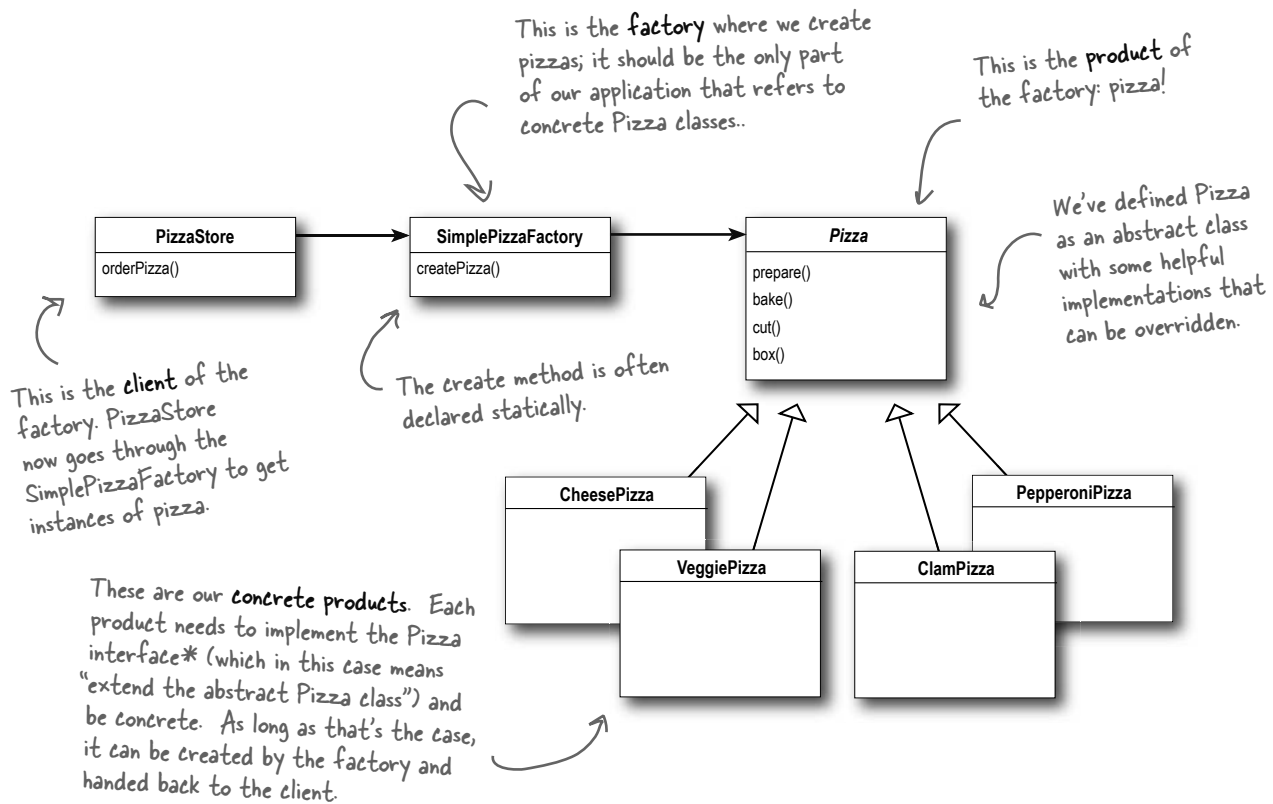 This is the factory where we create
pizzas; it should be the only part
of our application that refers to
concrete Pizza classes..
This is the product of
the factory: pizza!
We've defined Pizza
as an abstract class
with some helpful
implementations that
can be overridden.
PizzaStore
orderPizza()
SimplePizzaFactory
createPizza()
Pizza
prepare()
bake()
cut()
box()
This is the client of the
factory. PizzaStore
now goes through the
SimplePizzaFactory to get
instances of pizza.
The create method is often
declared statically.
CheesePizza
VeggiePizza
ClamPizza
PepperoniPizza
These are our concrete products. Each
product needs to implement the Pizza
interface* (which in this case means
“extend the abstract Pizza class”) and
be concrete. As long as that's the case,
it can be created by the factory and
handed back to the client.